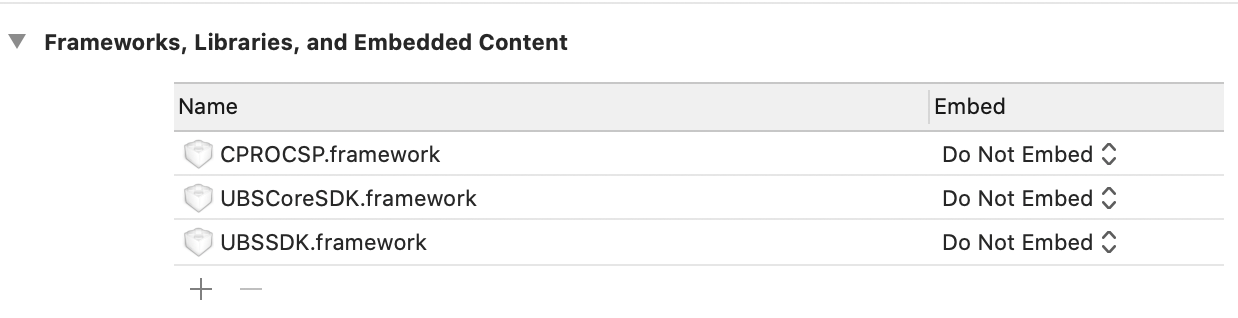 Frameworks, Libraries, and Embedded Content
Name Embed
CPROCSP.framework Do Not Embed
UBSCoreSDK.framework Do Not Embed
UBSSDK.framework Do Not Embed